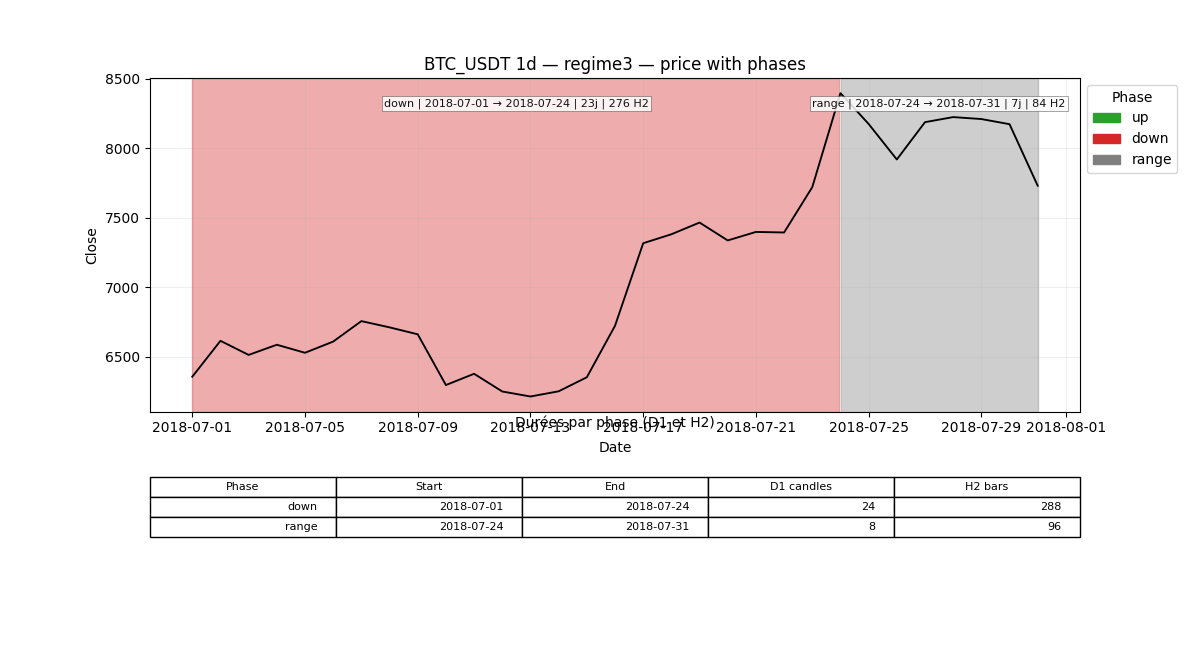 BTC_USDT 1d — regime3 — price with phases
8500
8000
7500
7000
6500
Close
down | 2018-07-01 → 2018-07-24 | 23j | 276 H2
range | 2018-07-24 → 2018-07-31 | 7j | 84 H2
Phase
up
down
range
2018-07-01 2018-07-05 2018-07-09 2018-07-13 2018-07-17 2018-07-21 2018-07-25 2018-07-29 2018-08-01
Durées par phase (D1 et H2)
Date
Phase Start End D1 candles H2 bars
down 2018-07-01 2018-07-24 24 288
range 2018-07-24 2018-07-31 8 96